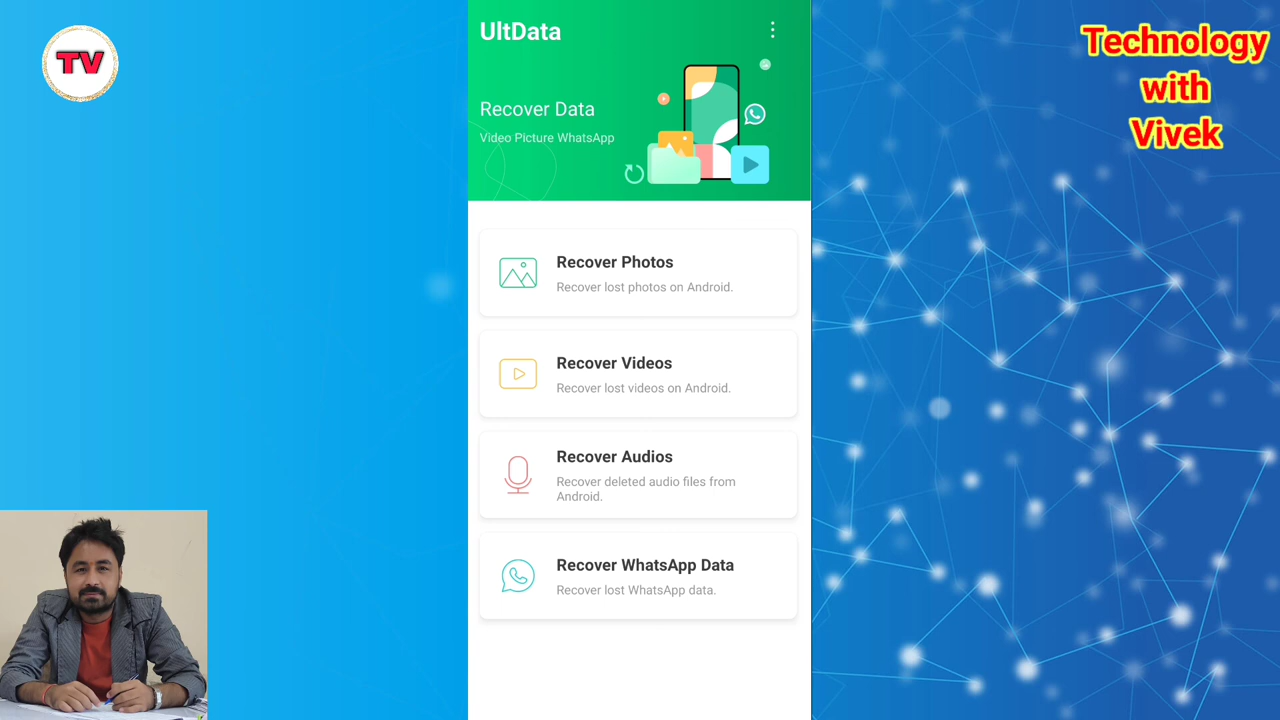 TV
Technology
with
Vivek
UltData
Recover Data
Video Picture WhatsApp
Recover Photos
Recover lost photos on Android.
Recover Videos
Recover lost videos on Android.
Recover Audios
Recover deleted audio files from
Android.
Recover WhatsApp Data
Recover lost WhatsApp data.